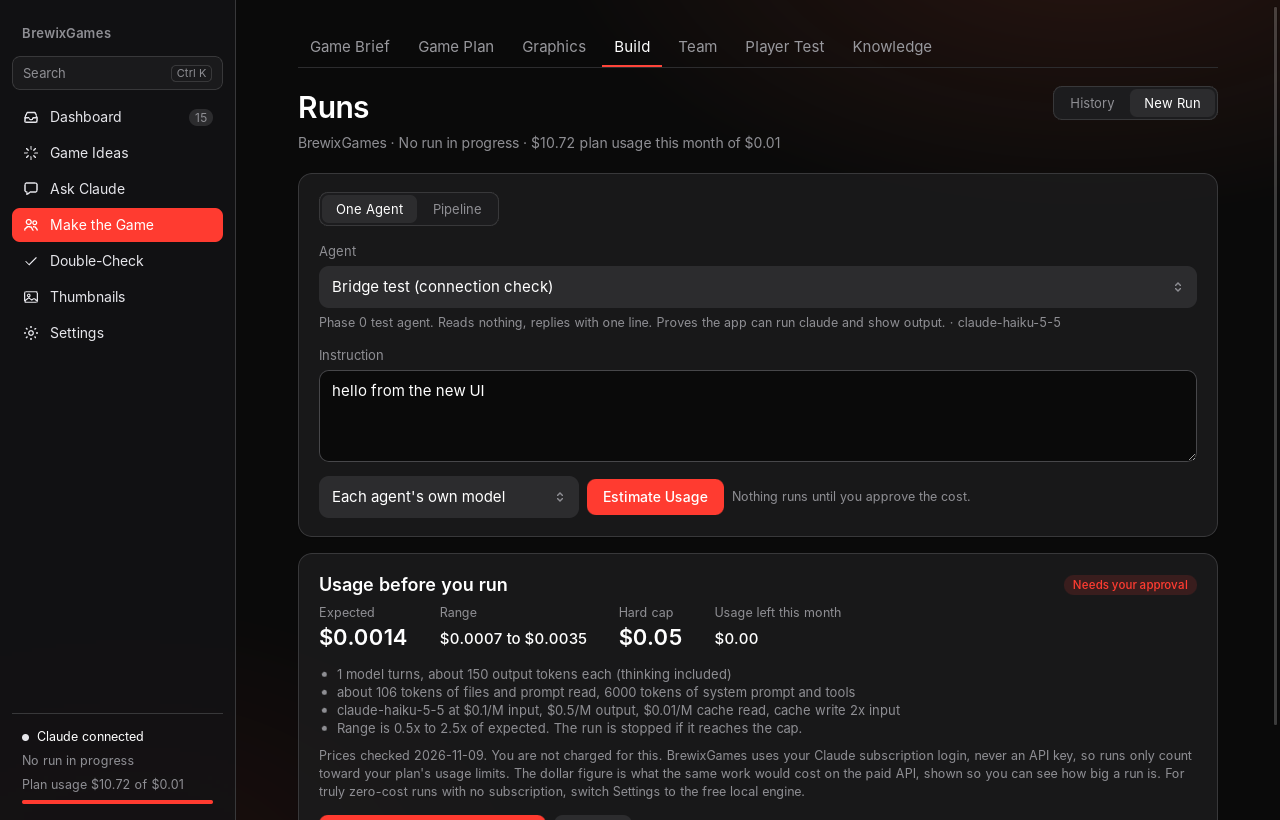 BrewixGames
Search
Ctrl K
Dashboard
15
Game Ideas
Ask Claude
Make the Game
Double-Check
Thumbnails
Settings
Claude connected
No run in progress
Plan usage $10.72 of $0.01
Game Brief
Game Plan
Graphics
Build
Team
Player Test
Knowledge
Runs
History
New Run
BrewixGames · No run in progress · $10.72 plan usage this month of $0.01
One Agent
Pipeline
Agent
Bridge test (connection check)
Phase 0 test agent. Reads nothing, replies with one line. Proves the app can run claude and show output. · claude-haiku-5-5
Instruction
hello from the new UI
Each agent's own model
Estimate Usage
Nothing runs until you approve the cost.
Usage before you run
Needs your approval
Expected
Range
Hard cap
Usage left this month
$0.0014
$0.0007 to $0.0035
$0.05
$0.00
• 1 model turns, about 150 output tokens each (thinking included)
• about 106 tokens of files and prompt read, 6000 tokens of system prompt and tools
• claude-haiku-5-5 at $0.1/M input, $0.5/M output, $0.01/M cache read, cache write 2x input
• Range is 0.5x to 2.5x of expected. The run is stopped if it reaches the cap.
Prices checked 2026-11-09. You are not charged for this. BrewixGames uses your Claude subscription login, never an API key, so runs only count
toward your plan's usage limits. The dollar figure is what the same work would cost on the paid API, shown so you can see how big a run is. For
truly zero-cost runs with no subscription, switch Settings to the free local engine.